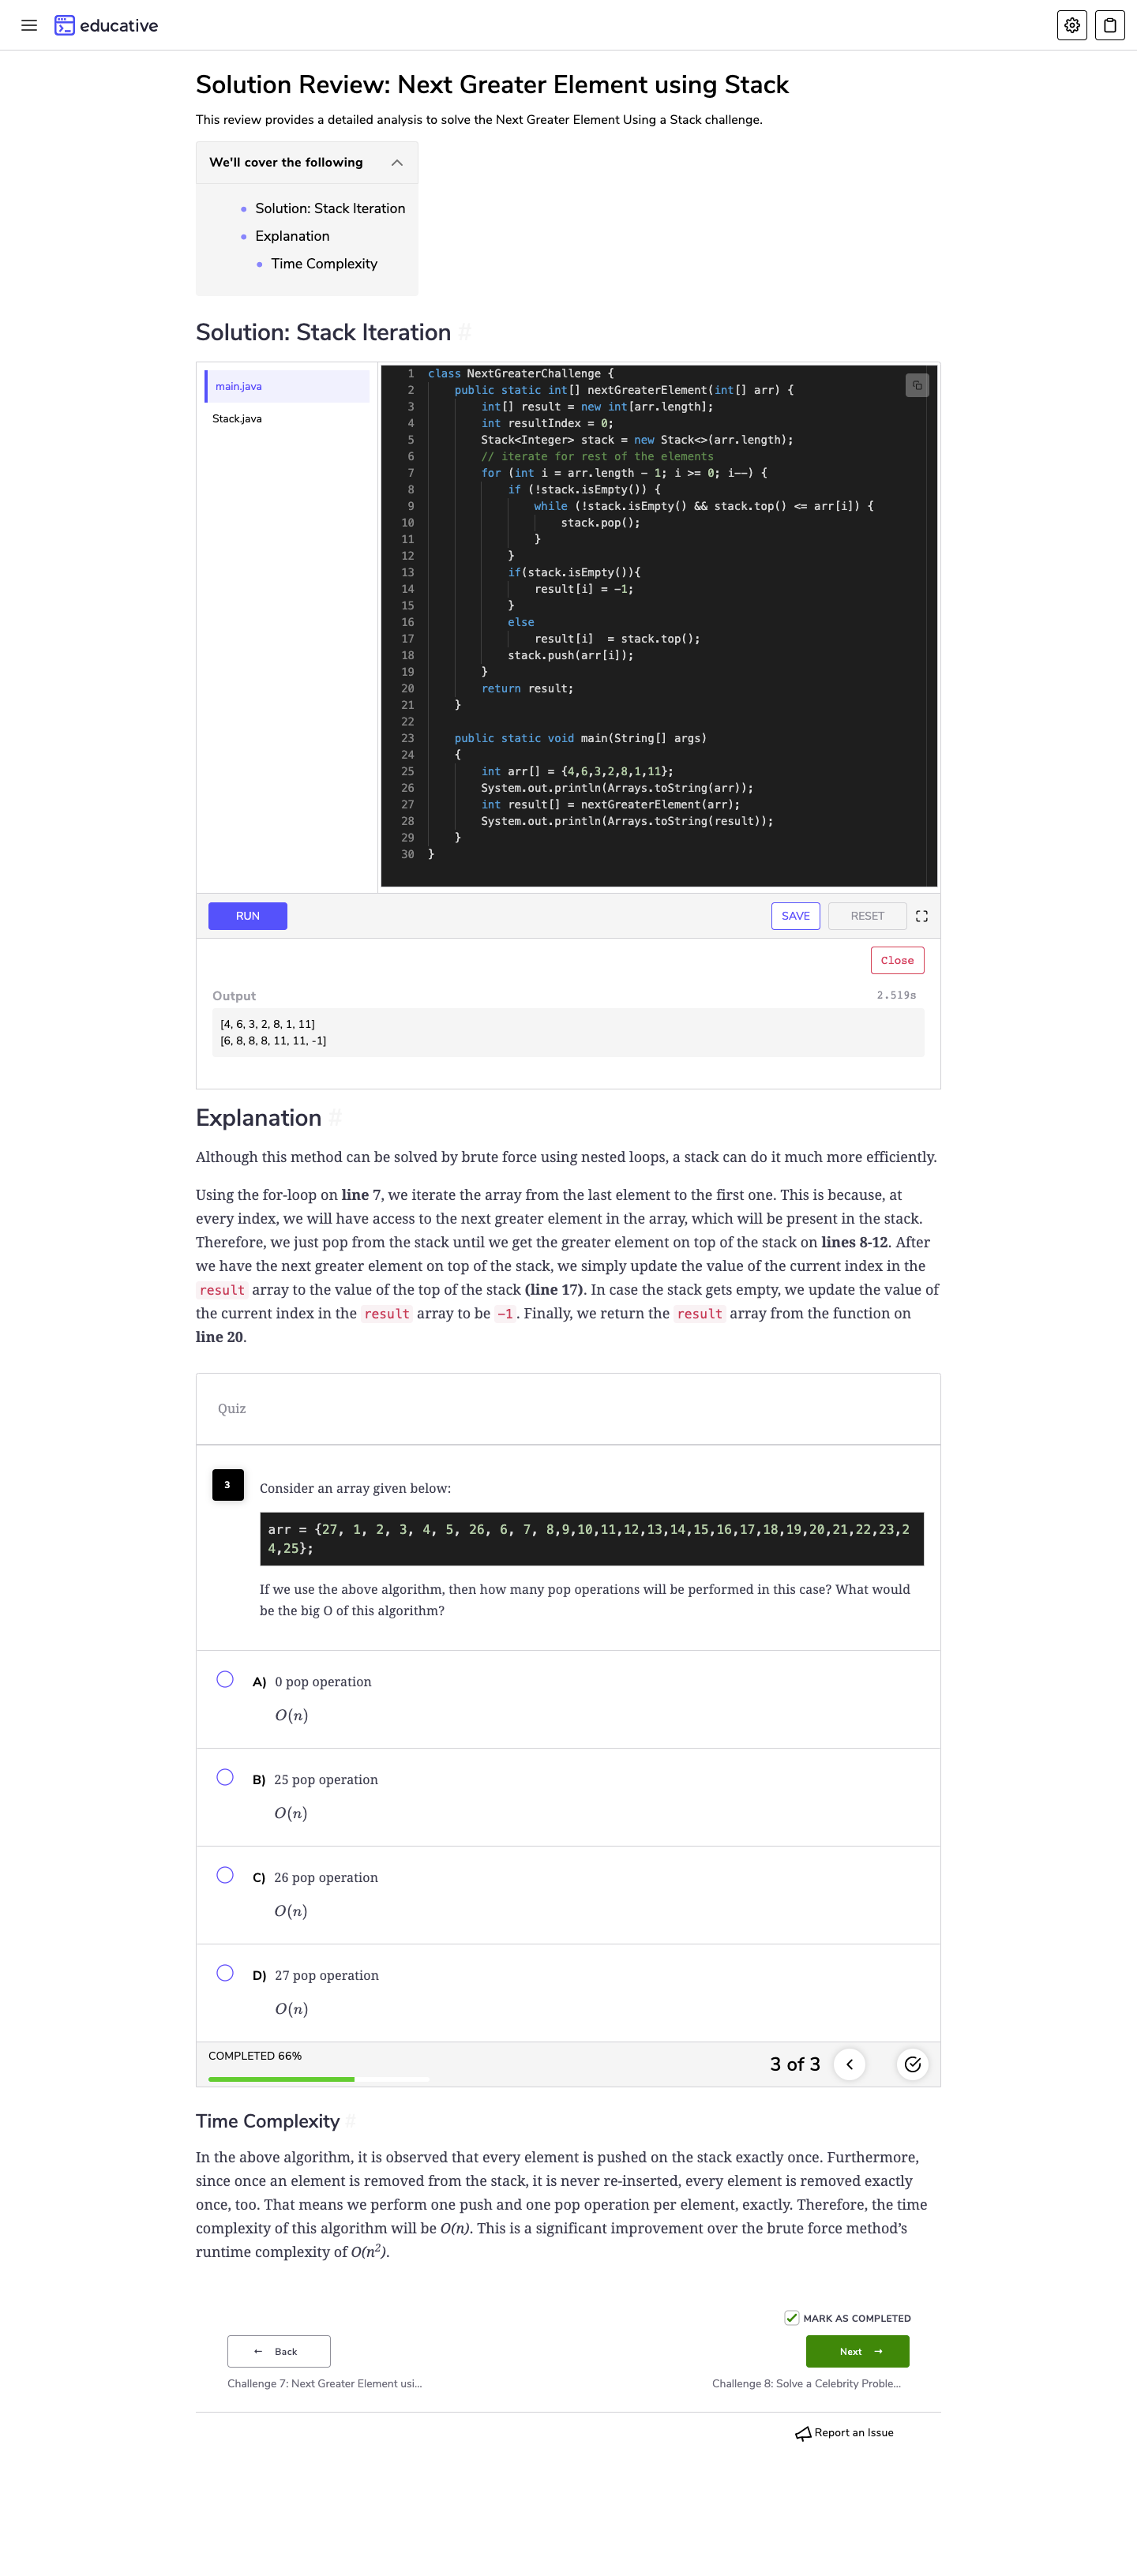 educative
Solution Review: Next Greater Element using Stack
This review provides a detailed analysis to solve the Next Greater Element Using a Stack challenge.
We'll cover the following
Solution: Stack Iteration
Explanation
Time Complexity
Solution: Stack Iteration #
main.java
Stack.java
1 class NextGreaterChallenge {
2     public static int[] nextGreaterElement(int[] arr) {
3         int[] result = new int[arr.length];
4         int resultIndex = 0;
5         Stack<Integer> stack = new Stack<>(arr.length);
6         // iterate for rest of the elements
7         for (int i = arr.length - 1; i >= 0; i--) {
8             if (!stack.isEmpty()) {
9                 while (!stack.isEmpty() && stack.top() <= arr[i]) {
10                     stack.pop();
11                 }
12             }
13             if(stack.isEmpty()){
14                 result[i] = -1;
15             }
16             else
17                 result[i]  = stack.top();
18             stack.push(arr[i]);
19         }
20         return result;
21     }
22
23     public static void main(String[] args)
24     {
25         int arr[] = {4,6,3,2,8,1,11};
26         System.out.println(Arrays.toString(arr));
27         int result[] = nextGreaterElement(arr);
28         System.out.println(Arrays.toString(result));
29     }
30 }
RUN
SAVE
RESET
Close
Output
2.519s
[4, 6, 3, 2, 8, 1, 11]
[6, 8, 8, 8, 11, 11, -1]
Explanation #
Although this method can be solved by brute force using nested loops, a stack can do it much more efficiently.
Using the for-loop on line 7, we iterate the array from the last element to the first one. This is because, at
every index, we will have access to the next greater element in the array, which will be present in the stack.
Therefore, we just pop from the stack until we get the greater element on top of the stack on lines 8-12. After
we have the next greater element on top of the stack, we simply update the value of the current index in the
result array to the value of the top of the stack (line 17). In case the stack gets empty, we update the value of
the current index in the result array to be -1. Finally, we return the result array from the function on
line 20.
Quiz
3
Consider an array given below:
arr = {27, 1, 2, 3, 4, 5, 26, 6, 7, 8,9,10,11,12,13,14,15,16,17,18,19,20,21,22,23,2
4,25};
If we use the above algorithm, then how many pop operations will be performed in this case? What would
be the big O of this algorithm?
A) 0 pop operation
O(n)
B) 25 pop operation
O(n)
C) 26 pop operation
O(n)
D) 27 pop operation
O(n)
COMPLETED 66%
3 of 3
Time Complexity #
In the above algorithm, it is observed that every element is pushed on the stack exactly once. Furthermore,
since once an element is removed from the stack, it is never re-inserted, every element is removed exactly
once, too. That means we perform one push and one pop operation per element, exactly. Therefore, the time
complexity of this algorithm will be O(n). This is a significant improvement over the brute force method’s
runtime complexity of O(n²).
MARK AS COMPLETED
← Back
Next →
Challenge 7: Next Greater Element usi...
Challenge 8: Solve a Celebrity Proble...
Report an Issue